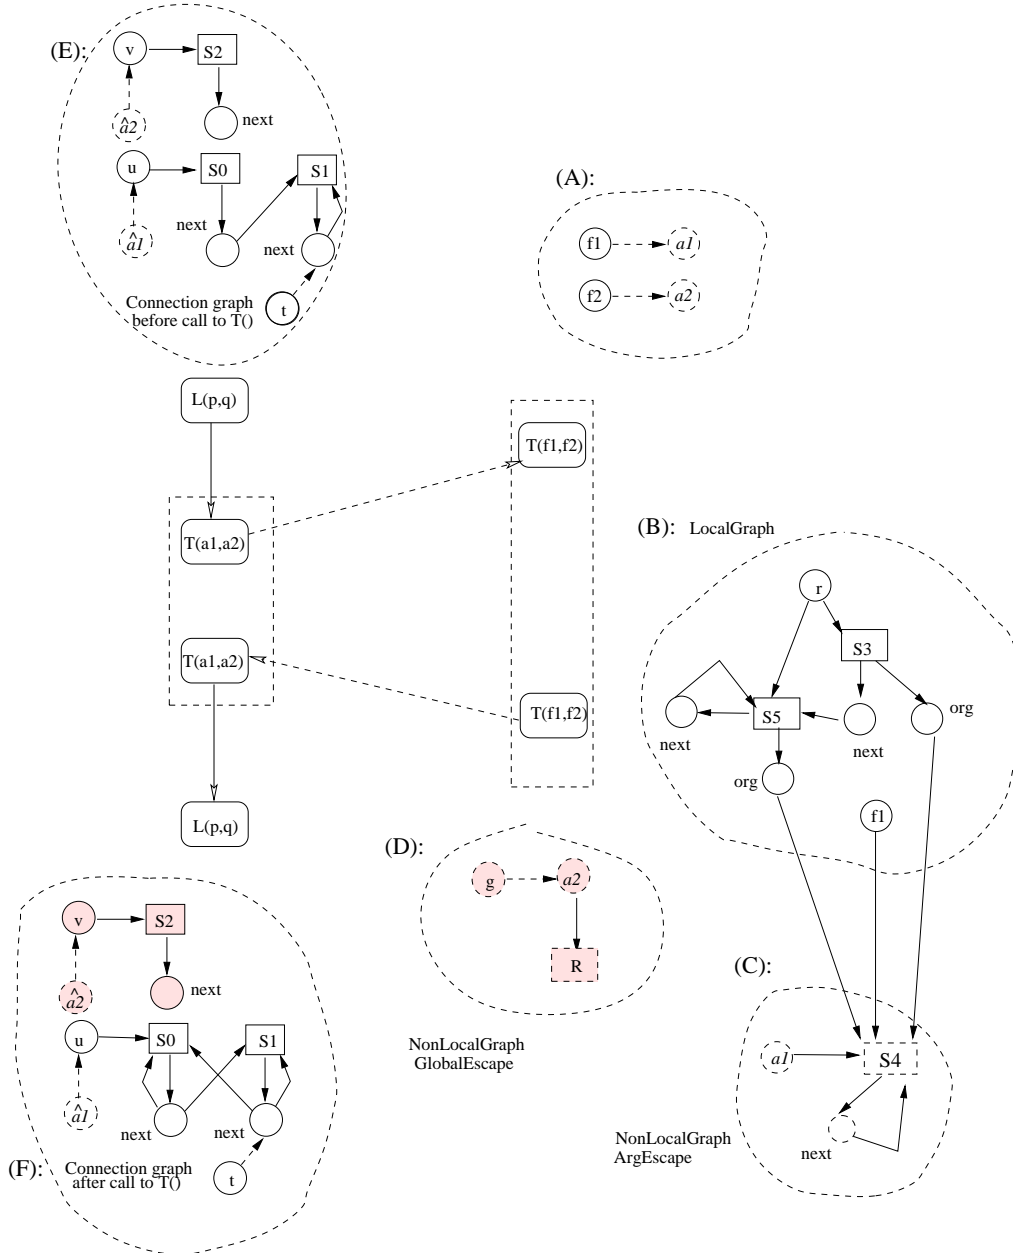 (E):
v
S2
next
â2
u
S0
S1
next
next
â1
Connection graph
before call to T()
t
(A):
f1
a1
f2
a2
L(p,q)
T(f1,f2)
T(a1,a2)
T(a1,a2)
T(f1,f2)
L(p,q)
(B): LocalGraph
r
S3
org
S5
next
next
org
f1
(D):
g
a2
R
NonLocalGraph
GlobalEscape
(C):
a1
S4
next
NonLocalGraph
ArgEscape
v
S2
next
â2
u
S0
S1
â1
next
next
(F): Connection graph
after call to T()
t